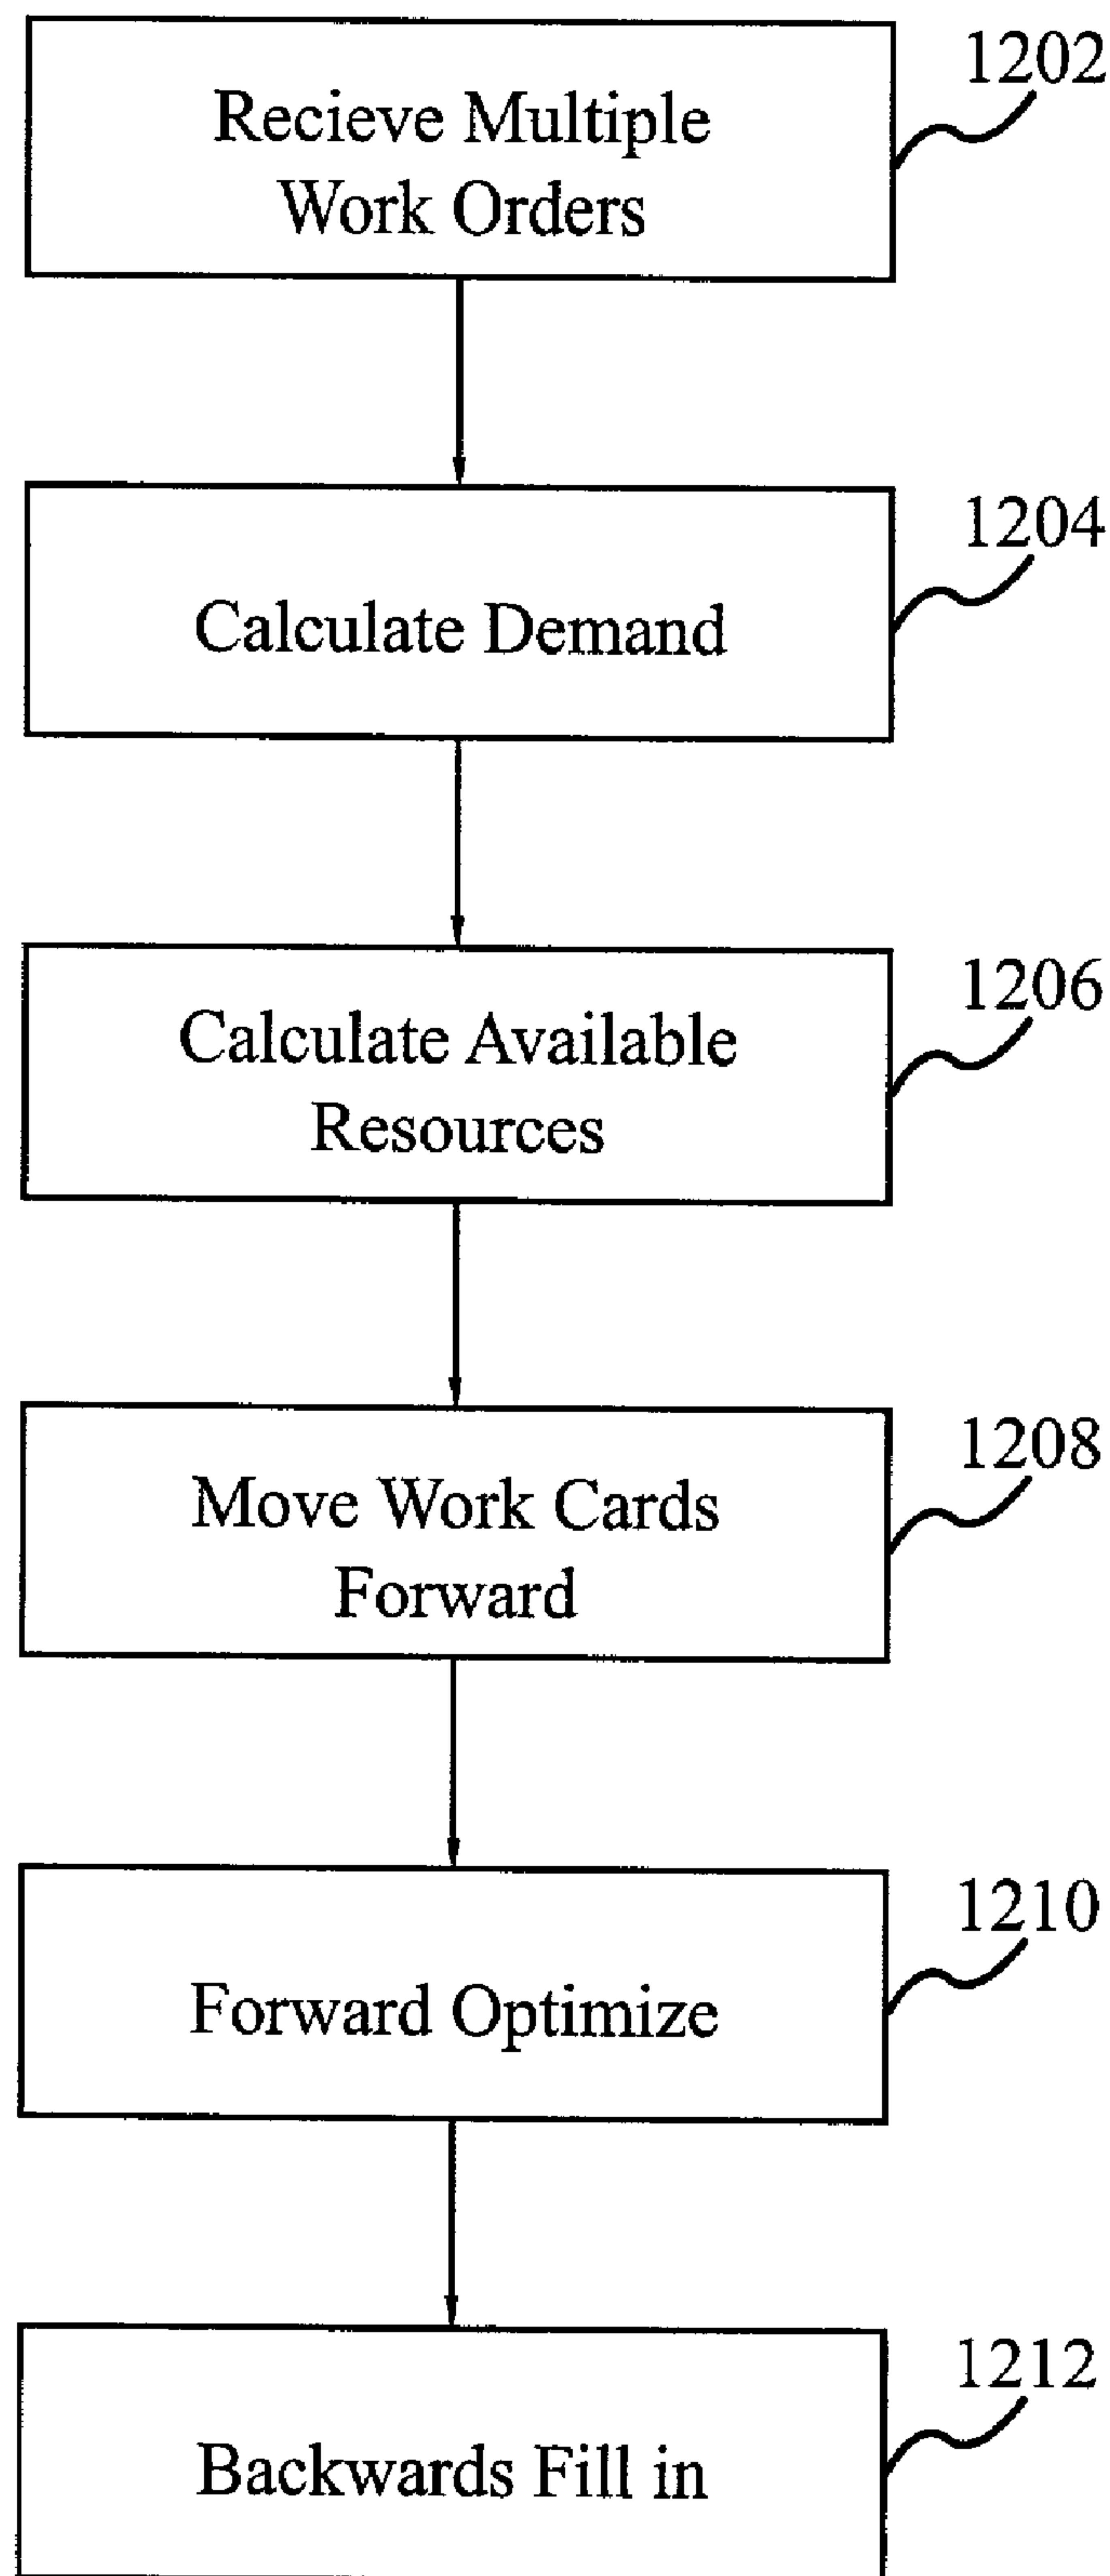 Recieve Multiple
Work Orders
1202
Calculate Demand
1204
Calculate Available
Resources
1206
Move Work Cards
Forward
1208
Forward Optimize
1210
Backwards Fill in
1212